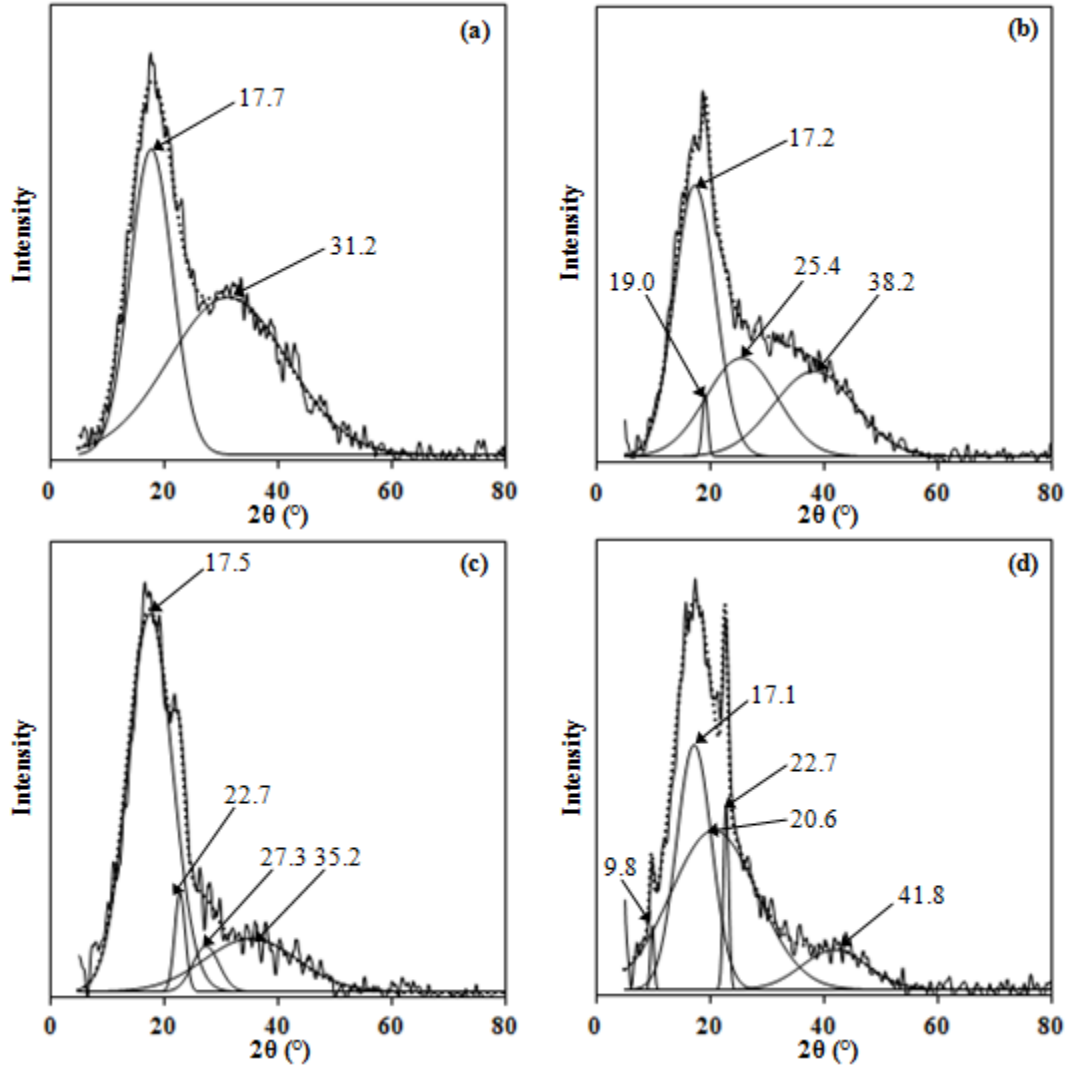 (a)
17.7
31.2
Intensity
0 20 40 60 80
2θ (°)
(b)
17.2
25.4
19.0
38.2
Intensity
0 20 40 60 80
2θ (°)
(c)
17.5
22.7
27.3 35.2
Intensity
0 20 40 60 80
2θ (°)
(d)
17.1
22.7
20.6
9.8
41.8
Intensity
0 20 40 60 80
2θ (°)